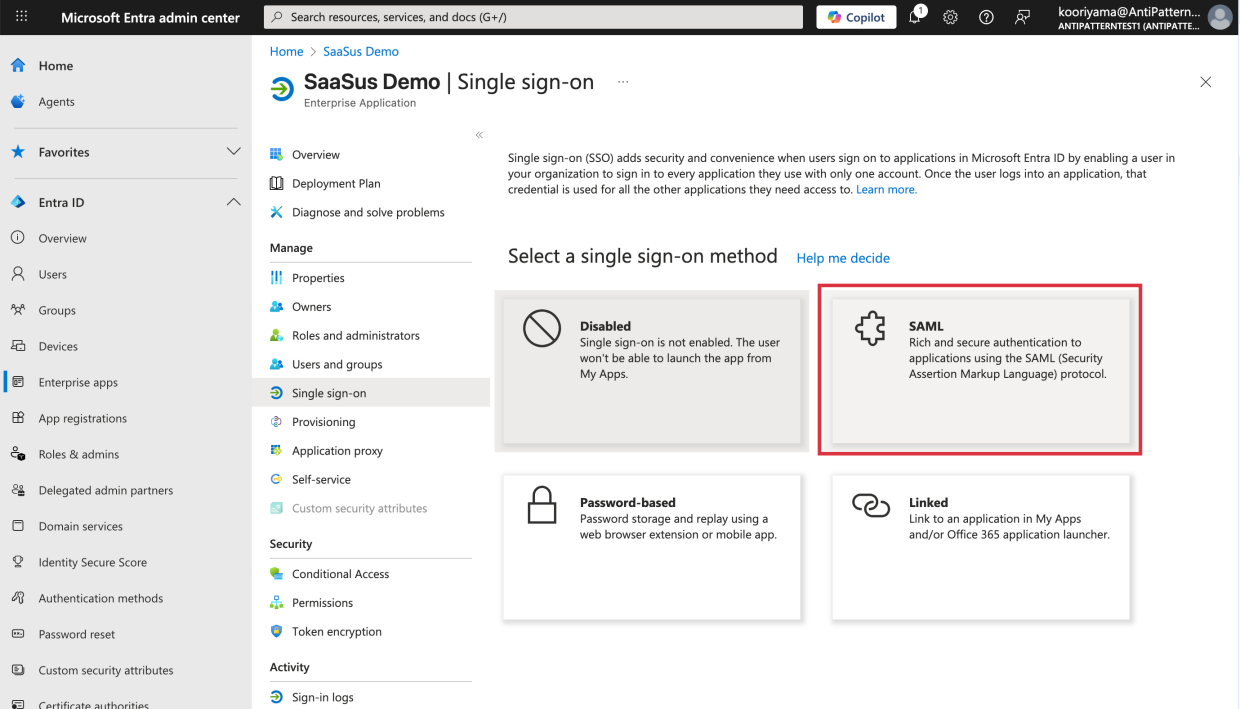 Microsoft Entra admin center
Search resources, services, and docs (G+/)
Copilot
1
kooriyama@AntiPattern...
ANTIPATTERNTEST1 (ANTIPATTE...
Home
Agents
Favorites
Entra ID
Overview
Users
Groups
Devices
Enterprise apps
App registrations
Roles & admins
Delegated admin partners
Domain services
Identity Secure Score
Authentication methods
Password reset
Custom security attributes
Certificate authorities
Home > SaaSus Demo
SaaSus Demo | Single sign-on ...
Enterprise Application
Overview
Deployment Plan
Diagnose and solve problems
Manage
Properties
Owners
Roles and administrators
Users and groups
Single sign-on
Provisioning
Application proxy
Self-service
Custom security attributes
Security
Conditional Access
Permissions
Token encryption
Activity
Sign-in logs
Single sign-on (SSO) adds security and convenience when users sign on to applications in Microsoft Entra ID by enabling a user in
your organization to sign in to every application they use with only one account. Once the user logs into an application, that
credential is used for all the other applications they need access to. Learn more.
Select a single sign-on method Help me decide
Disabled
Single sign-on is not enabled. The user
won't be able to launch the app from
My Apps.
SAML
Rich and secure authentication to
applications using the SAML (Security
Assertion Markup Language) protocol.
Password-based
Password storage and replay using a
web browser extension or mobile app.
Linked
Link to an application in My Apps
and/or Office 365 application launcher.